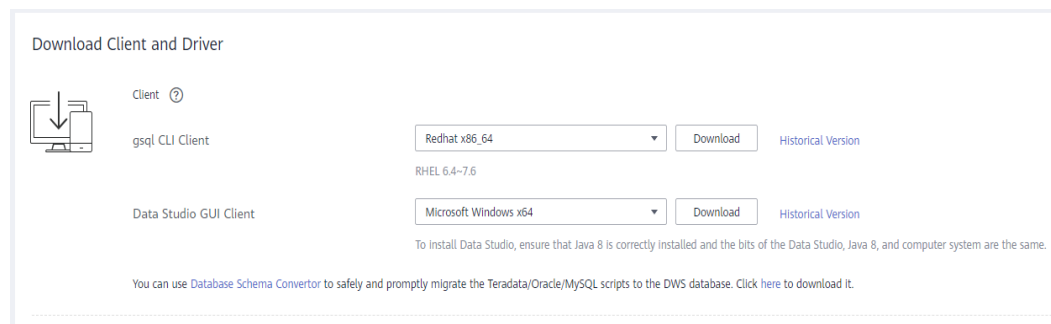 Download Client and Driver
Client ?
gsql CLI Client Redhat x86_64 Download Historical Version
RHEL 6.4~7.6
Data Studio GUI Client Microsoft Windows x64 Download Historical Version
To install Data Studio, ensure that Java 8 is correctly installed and the bits of the Data Studio, Java 8, and computer system are the same.
You can use Database Schema Convertor to safely and promptly migrate the Teradata/Oracle/MySQL scripts to the DWS database. Click here to download it.